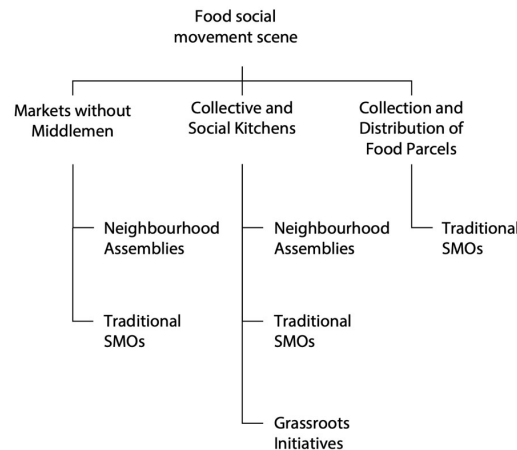 Food social
movement scene
Markets without
Middlemen
Collective and
Social Kitchens
Collection and
Distribution of
Food Parcels
Neighbourhood
Assemblies
Traditional
SMOs
Neighbourhood
Assemblies
Traditional
SMOs
Grassroots
Initiatives
Traditional
SMOs